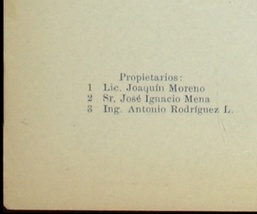 Propietarios:
1 Lic. Joaquín Moreno
2 Sr. José Ignacio Mena
3 Ing. Antonio Rodríguez L.